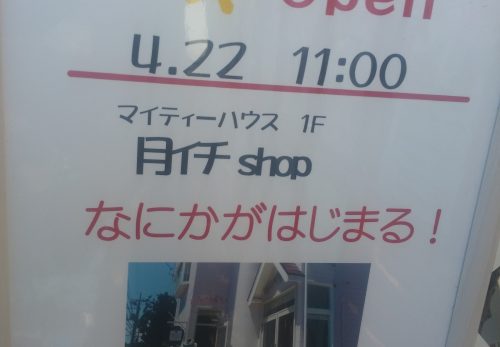 Open
4.22 11:00
マイティーハウス 1F
月イチ shop
なにかがはじまる!